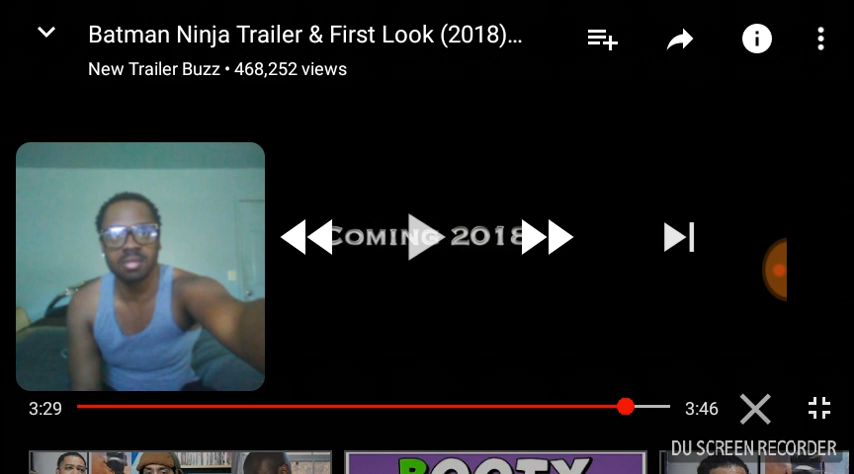 Batman Ninja Trailer & First Look (2018)...
New Trailer Buzz • 468,252 views
COMING 2018
3:29
3:46
DU SCREEN RECORDER
BOOTY